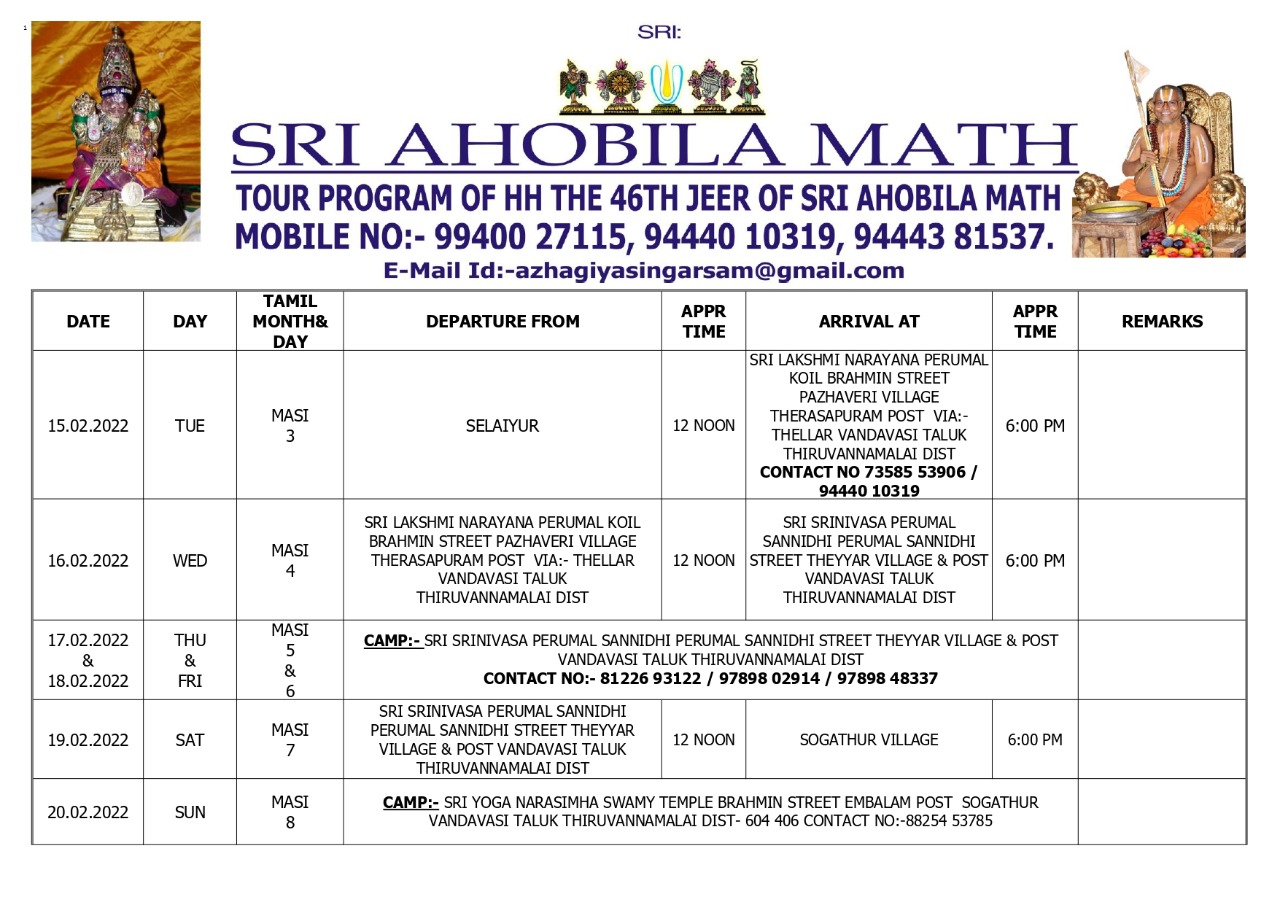 1
SRI:
SRI AHOBILA MATH
TOUR PROGRAM OF HH THE 46TH JEER OF SRI AHOBILA MATH
MOBILE NO:- 99400 27115, 94440 10319, 94443 81537.
E-Mail Id:-azhagiyasingarsam@gmail.com
DATE
DAY
TAMIL
MONTH&
DAY
DEPARTURE FROM
APPR
TIME
ARRIVAL AT
APPR
TIME
REMARKS
15.02.2022
TUE
MASI
3
SELAIYUR
12 NOON
SRI LAKSHMI NARAYANA PERUMAL
KOIL BRAHMIN STREET
PAZHAVERI VILLAGE
THERASAPURAM POST VIA:-
THELLAR VANDAVASI TALUK
THIRUVANNAMALAI DIST
CONTACT NO 73585 53906 /
94440 10319
6:00 PM
16.02.2022
WED
MASI
4
SRI LAKSHMI NARAYANA PERUMAL KOIL
BRAHMIN STREET PAZHAVERI VILLAGE
THERASAPURAM POST VIA:- THELLAR
VANDAVASI TALUK
THIRUVANNAMALAI DIST
12 NOON
SRI SRINIVASA PERUMAL
SANNIDHI PERUMAL SANNIDHI
STREET THEYYAR VILLAGE & POST
VANDAVASI TALUK
THIRUVANNAMALAI DIST
6:00 PM
17.02.2022
&
18.02.2022
THU
&
FRI
MASI
5
&
6
CAMP:- SRI SRINIVASA PERUMAL SANNIDHI PERUMAL SANNIDHI STREET THEYYAR VILLAGE & POST
VANDAVASI TALUK THIRUVANNAMALAI DIST
CONTACT NO:- 81226 93122 / 97898 02914 / 97898 48337
19.02.2022
SAT
MASI
7
SRI SRINIVASA PERUMAL SANNIDHI
PERUMAL SANNIDHI STREET THEYYAR
VILLAGE & POST VANDAVASI TALUK
THIRUVANNAMALAI DIST
12 NOON
SOGATHUR VILLAGE
6:00 PM
20.02.2022
SUN
MASI
8
CAMP:- SRI YOGA NARASIMHA SWAMY TEMPLE BRAHMIN STREET EMBALAM POST SOGATHUR
VANDAVASI TALUK THIRUVANNAMALAI DIST- 604 406 CONTACT NO:-88254 53785